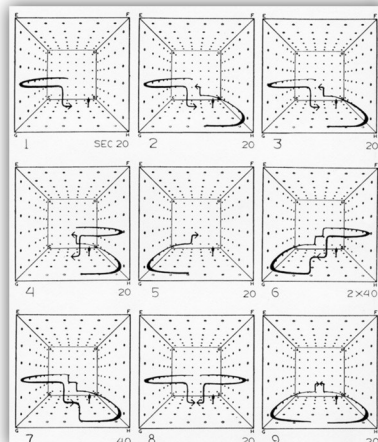 E F
1 SEC 20
G H
E F
2 20
G H
E F
3 20
G H
E F
4 20
G H
E F
5 20
G H
E F
6 2×40
G H
E F
7 40
E F
8 20
E F
9 20